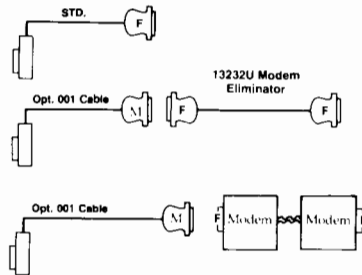 STD.
F
13232U Modem
Eliminator
Opt. 001 Cable
M F F
Opt. 001 Cable
M F Modem Modem F